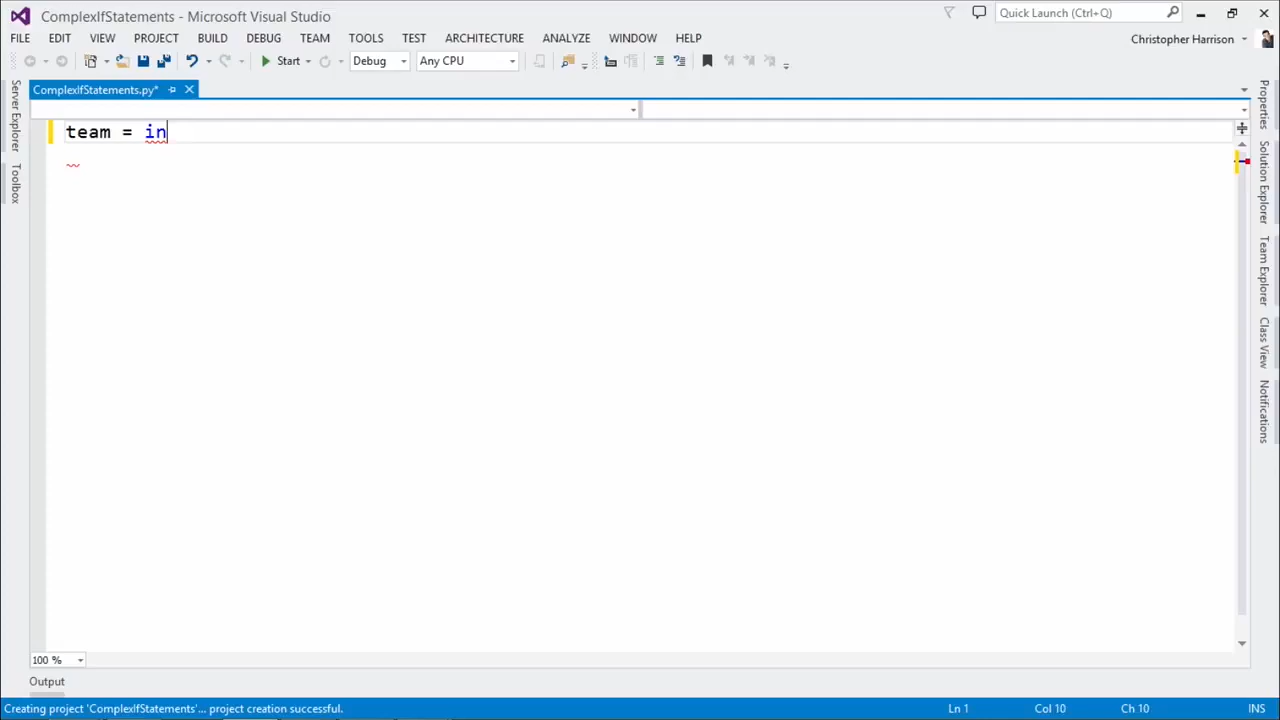 ComplexIfStatements - Microsoft Visual Studio
Quick Launch (Ctrl+Q)
FILE EDIT VIEW PROJECT BUILD DEBUG TEAM TOOLS TEST ARCHITECTURE ANALYZE WINDOW HELP
Christopher Harrison
Start Debug Any CPU
ComplexIfStatements.py*
team = in
Server Explorer
Toolbox
Properties
Solution Explorer
Team Explorer
Class View
Notifications
100 %
Output
Creating project 'ComplexIfStatements'... project creation successful.
Ln 1 Col 10 Ch 10 INS